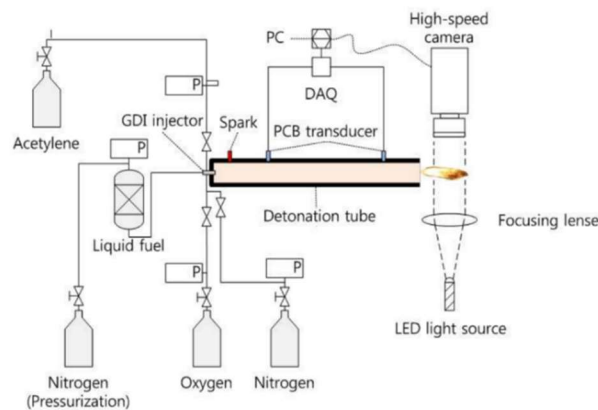 High-speed
camera
PC
P
DAQ
Acetylene
GDI injector
Spark
PCB transducer
P
Detonation tube
Focusing lense
Liquid fuel
P
P
LED light source
Nitrogen
(Pressurization)
Oxygen
Nitrogen